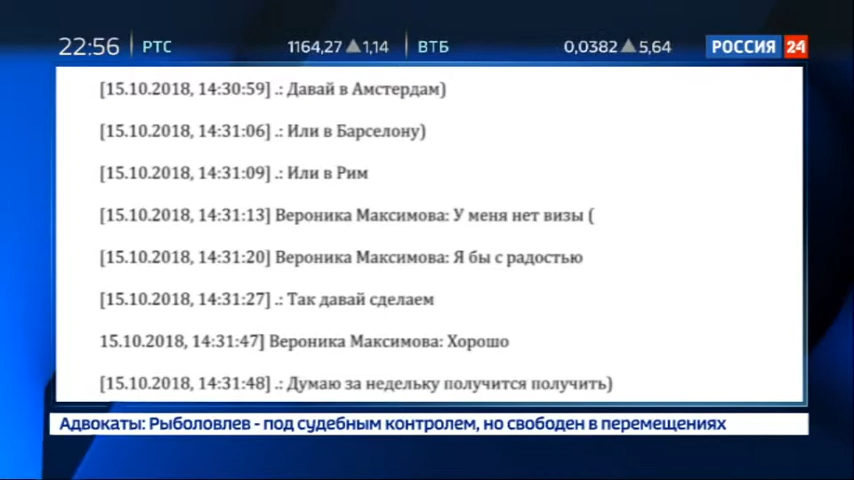 22:56 РТС 1164,27 ▲ 1,14 ВТБ 0,0382 ▲ 5,64 РОССИЯ 24
[15.10.2018, 14:30:59] .: Давай в Амстердам)
[15.10.2018, 14:31:06] .: Или в Барселону)
[15.10.2018, 14:31:09] .: Или в Рим
[15.10.2018, 14:31:13] Вероника Максимова: У меня нет визы (
[15.10.2018, 14:31:20] Вероника Максимова: Я бы с радостью
[15.10.2018, 14:31:27] .: Так давай сделаем
15.10.2018, 14:31:47] Вероника Максимова: Хорошо
[15.10.2018, 14:31:48] .: Думаю за недельку получится получить)
Адвокаты: Рыболовлев - под судебным контролем, но свободен в перемещениях